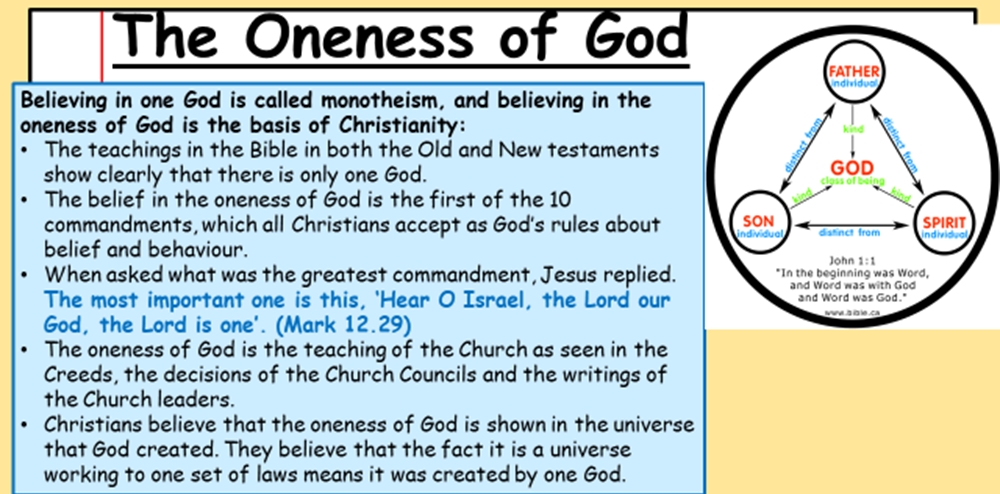 The Oneness of God
Believing in one God is called monotheism, and believing in the
oneness of God is the basis of Christianity:
• The teachings in the Bible in both the Old and New testaments
show clearly that there is only one God.
• The belief in the oneness of God is the first of the 10
commandments, which all Christians accept as God's rules about
belief and behaviour.
• When asked what was the greatest commandment, Jesus replied.
The most important one is this, 'Hear O Israel, the Lord our
God, the Lord is one'. (Mark 12.29)
• The oneness of God is the teaching of the Church as seen in the
Creeds, the decisions of the Church Councils and the writings of
the Church leaders.
• Christians believe that the oneness of God is shown in the universe
that God created. They believe that the fact it is a universe
working to one set of laws means it was created by one God.
FATHER
individual
distinct from
kind
distinct from
GOD
class of being
kind
kind
SON
individual
distinct from
SPIRIT
individual
John 1:1
"In the beginning was Word,
and Word was with God
and Word was God."
www.bible.ca